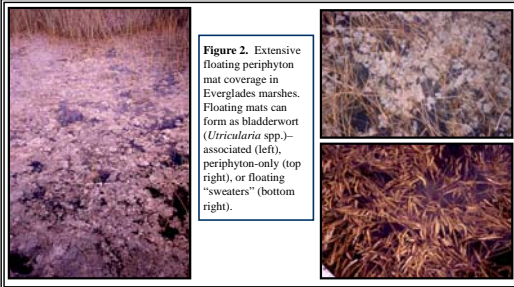 Figure 2. Extensive
floating periphyton
mat coverage in
Everglades marshes.
Floating mats can
form as bladderwort
(Utricularia spp.)–
associated (left),
periphyton-only (top
right), or floating
“sweaters” (bottom
right).